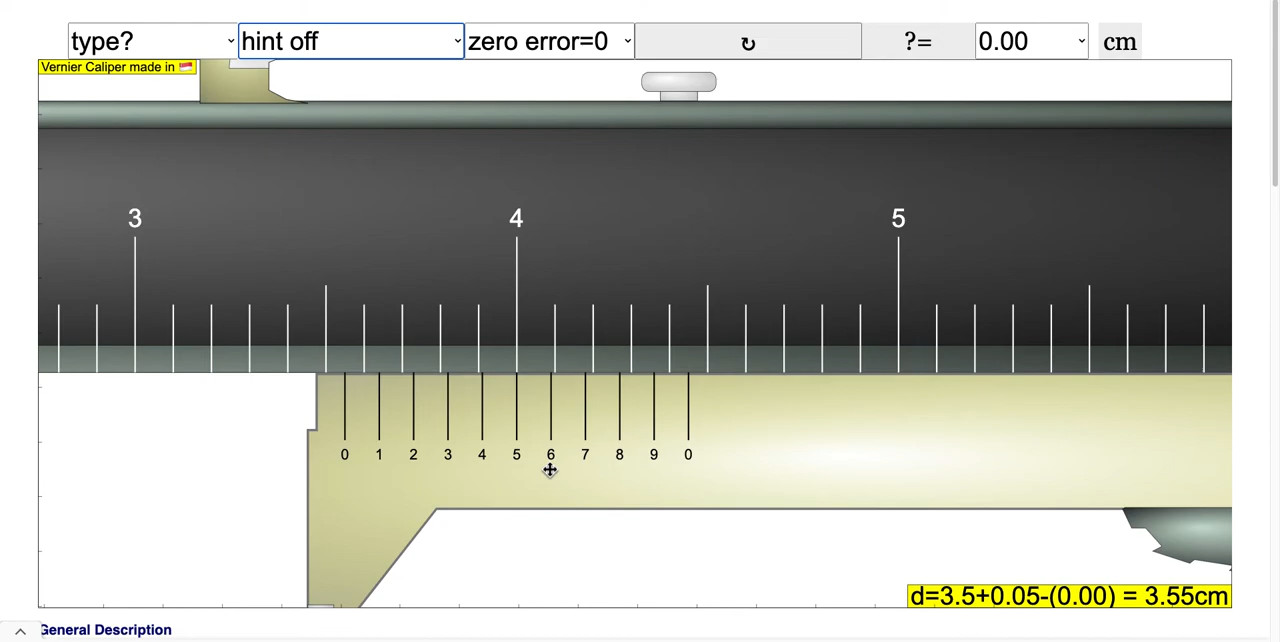 type? hint off zero error=0 ↻ ?= 0.00 cm
Vernier Caliper made in
3 4 5
0 1 2 3 4 5 6 7 8 9 0
d=3.5+0.05-(0.00) = 3.55cm
General Description